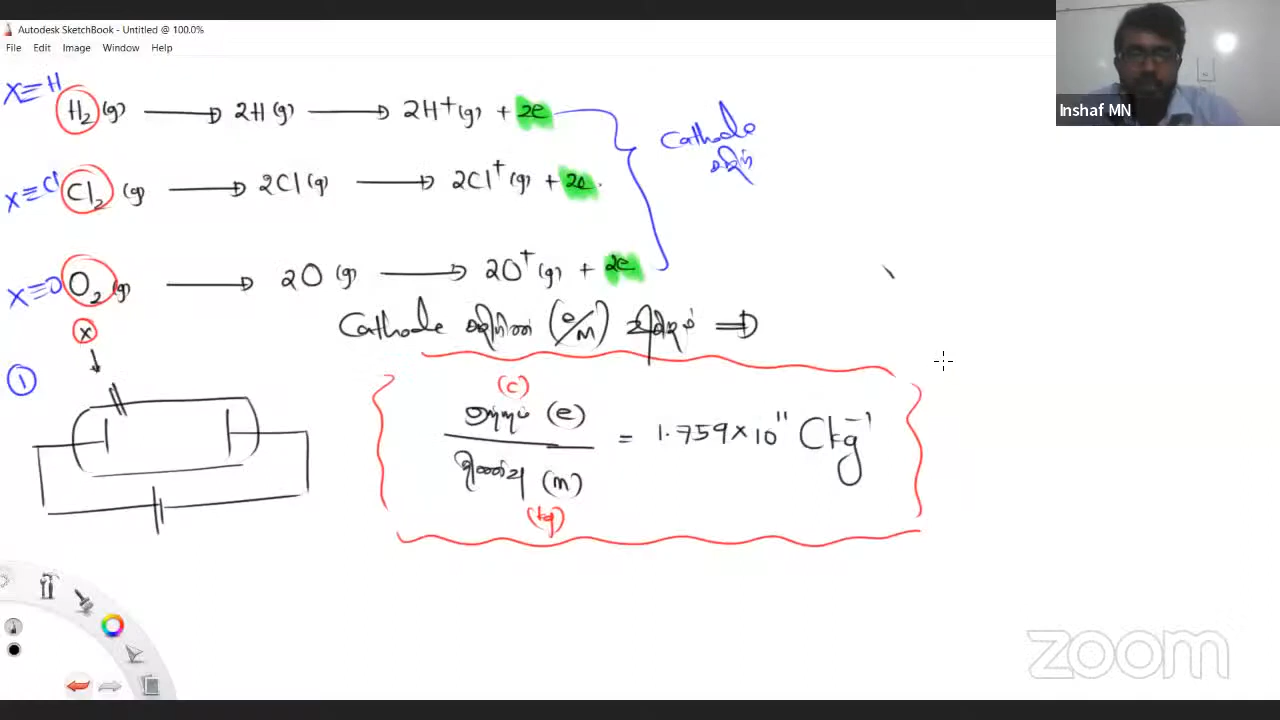 Autodesk SketchBook - Untitled @ 100.0%
File Edit Image Window Help
Inshaf MN
X≡H
H₂(g) → 2H(g) → 2H⁺(g) + 2e
Cathode
X≡Cl
Cl₂(g) → 2Cl(g) → 2Cl⁺(g) + 2e
X≡O
O₂(g) → 2O(g) → 2O⁺(g) + 2e
X
Cathode (e/m) ⇒
①
(C)
(e)
(m)
= 1.759×10¹¹ Ckg⁻¹
(kg)
zoom